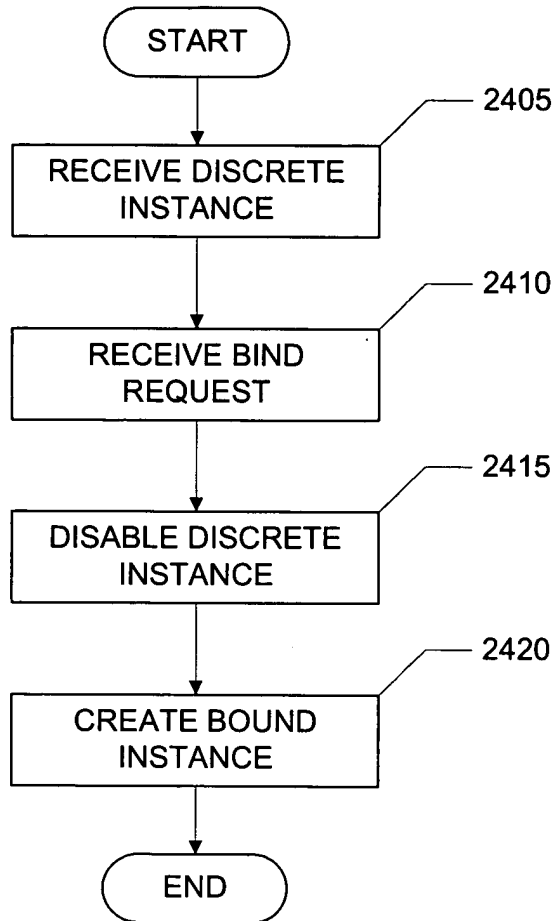 START
2405
RECEIVE DISCRETE
INSTANCE
2410
RECEIVE BIND
REQUEST
2415
DISABLE DISCRETE
INSTANCE
2420
CREATE BOUND
INSTANCE
END